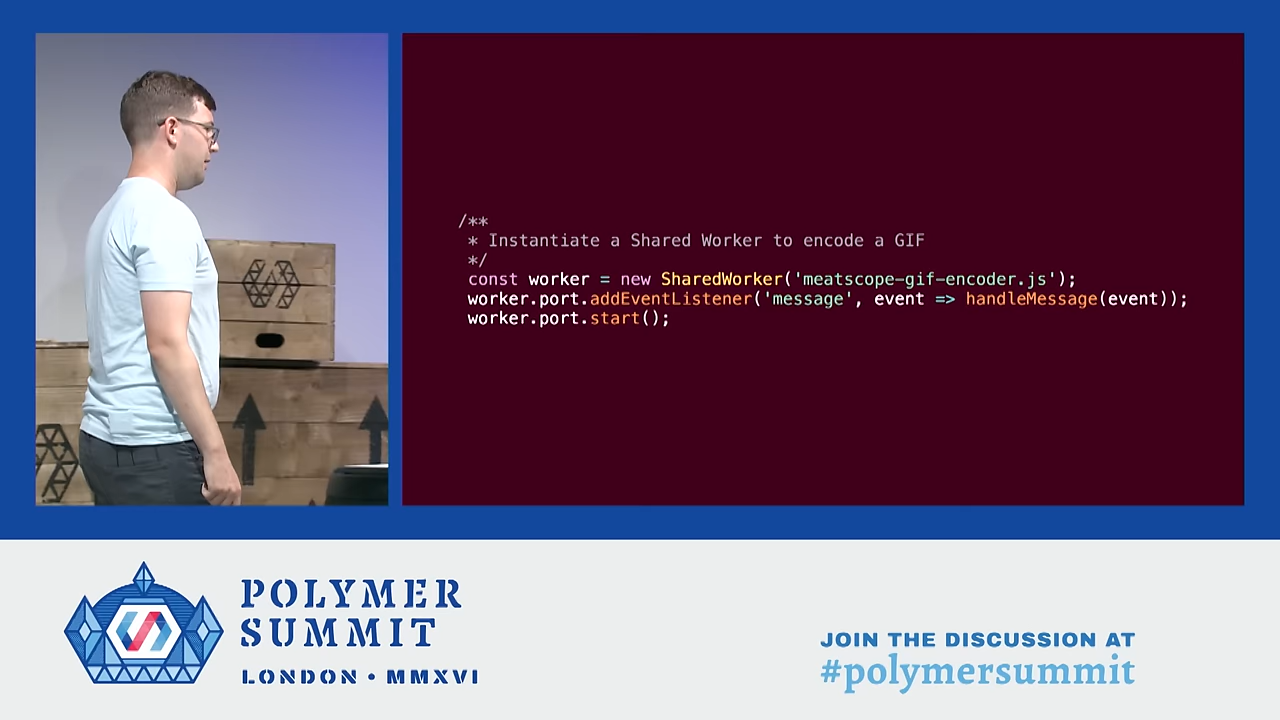 /**
* Instantiate a Shared Worker to encode a GIF
*/
const worker = new SharedWorker('meatscope-gif-encoder.js');
worker.port.addEventListener('message', event => handleMessage(event));
worker.port.start();
POLYMER
SUMMIT
LONDON • MMXVI
JOIN THE DISCUSSION AT
#polymersummit